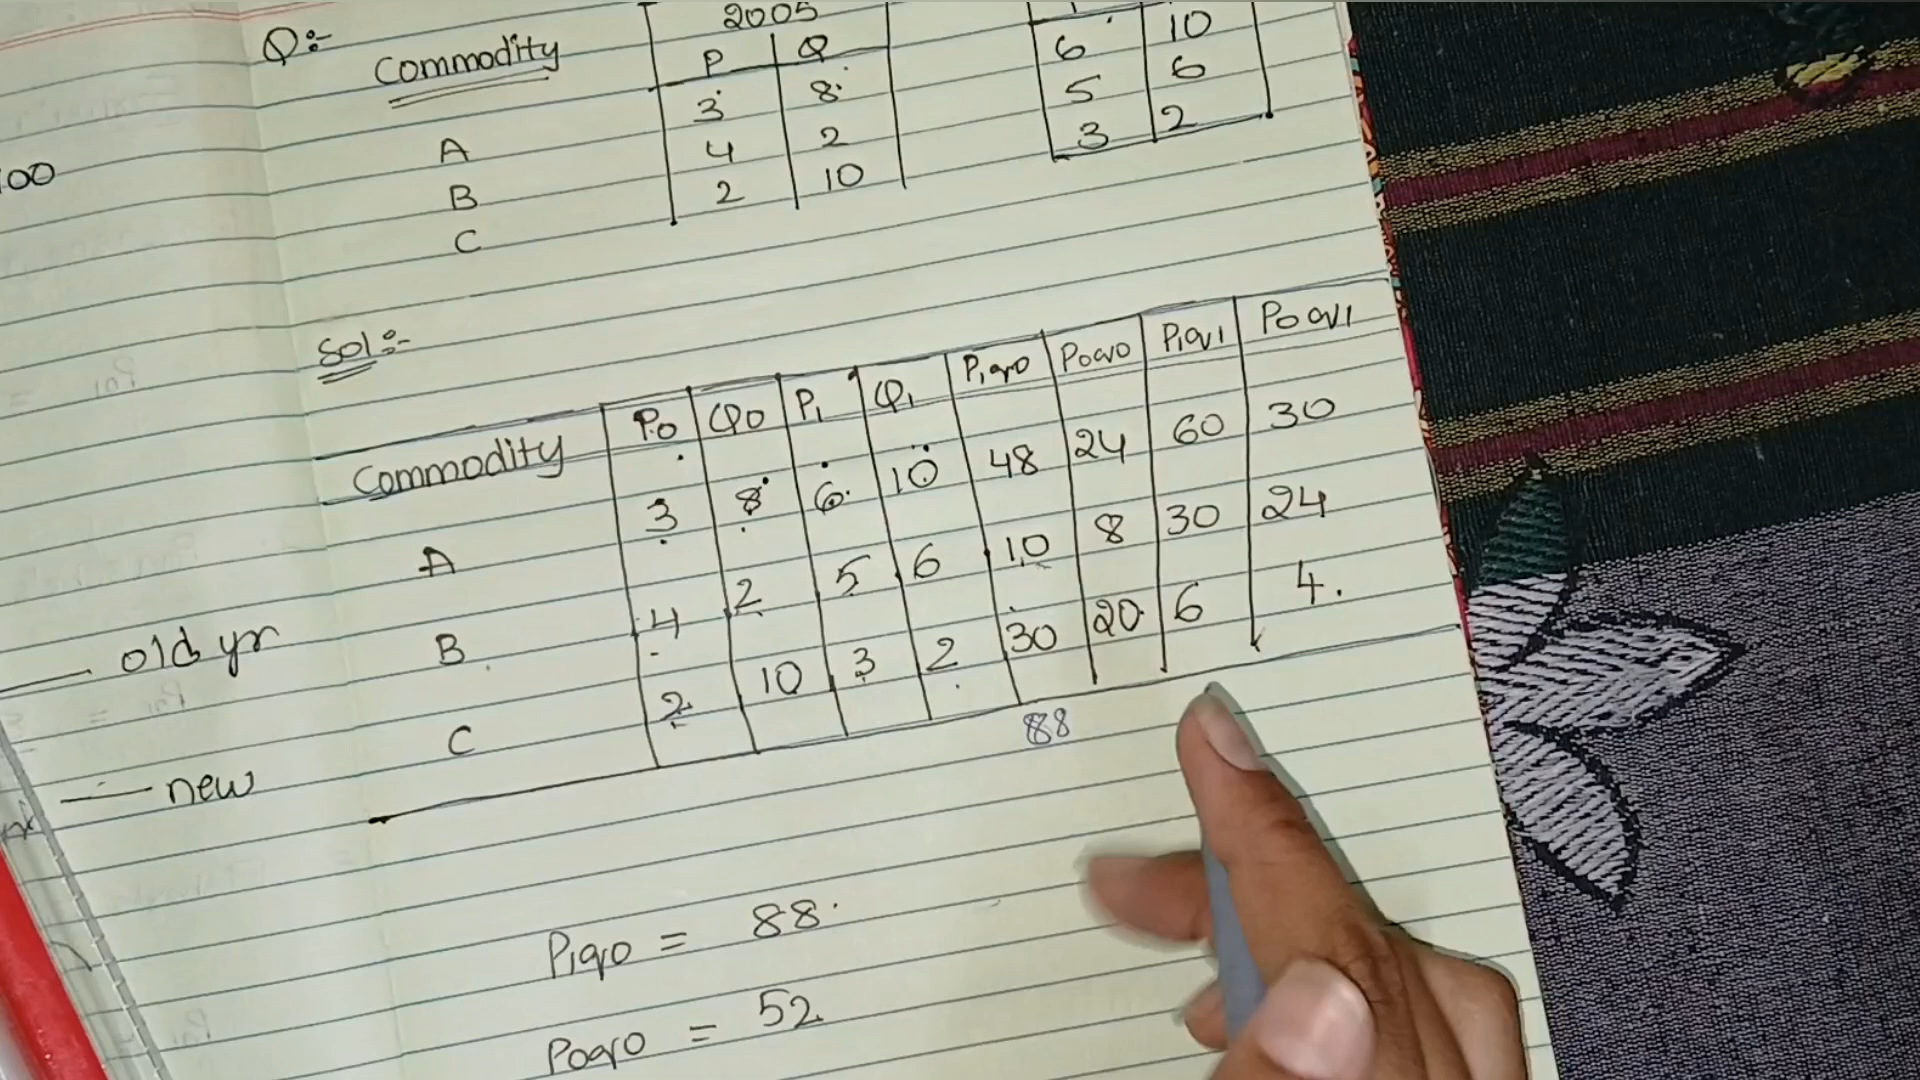 2005
Q:- Commodity P Q
6 10
A 3 8 5 6
B 4 2 3 2
C 2 10
100
Sol:-
Commodity P0 Q0 P1 Q1 P1q0 P0q0 P1q1 P0q1
A 3 8 6 10 48 24 60 30
B 4 2 5 6 10 8 30 24
C 2 10 3 2 30 20 6 4.
88
old yr
new
P1q0 = 88.
P0q0 = 52